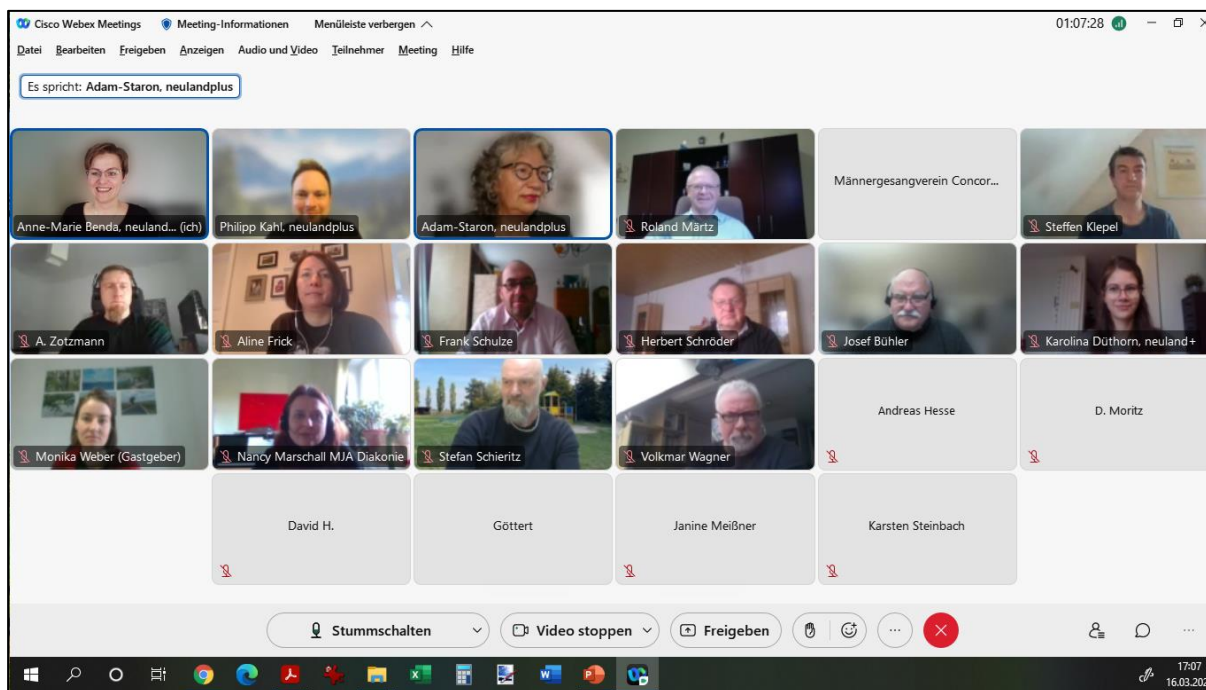 Cisco Webex Meetings Meeting-Informationen Menüleiste verbergen 01:07:28
Datei Bearbeiten Freigeben Anzeigen Audio und Video Teilnehmer Meeting Hilfe
Es spricht: Adam-Staron, neulandplus
Anne-Marie Benda, neuland... (ich)
Philipp Kahl, neulandplus
Adam-Staron, neulandplus
Roland Märtz
Männergesangverein Concor...
Steffen Klepel
A. Zotzmann
Aline Frick
Frank Schulze
Herbert Schröder
Josef Bühler
Karolina Düthorn, neuland+
Monika Weber (Gastgeber)
Nancy Marschall MJA Diakonie
Stefan Schieritz
Volkmar Wagner
Andreas Hesse
D. Moritz
David H.
Göttert
Janine Meißner
Karsten Steinbach
Stummschalten Video stoppen Freigeben
17:07
16.03.202